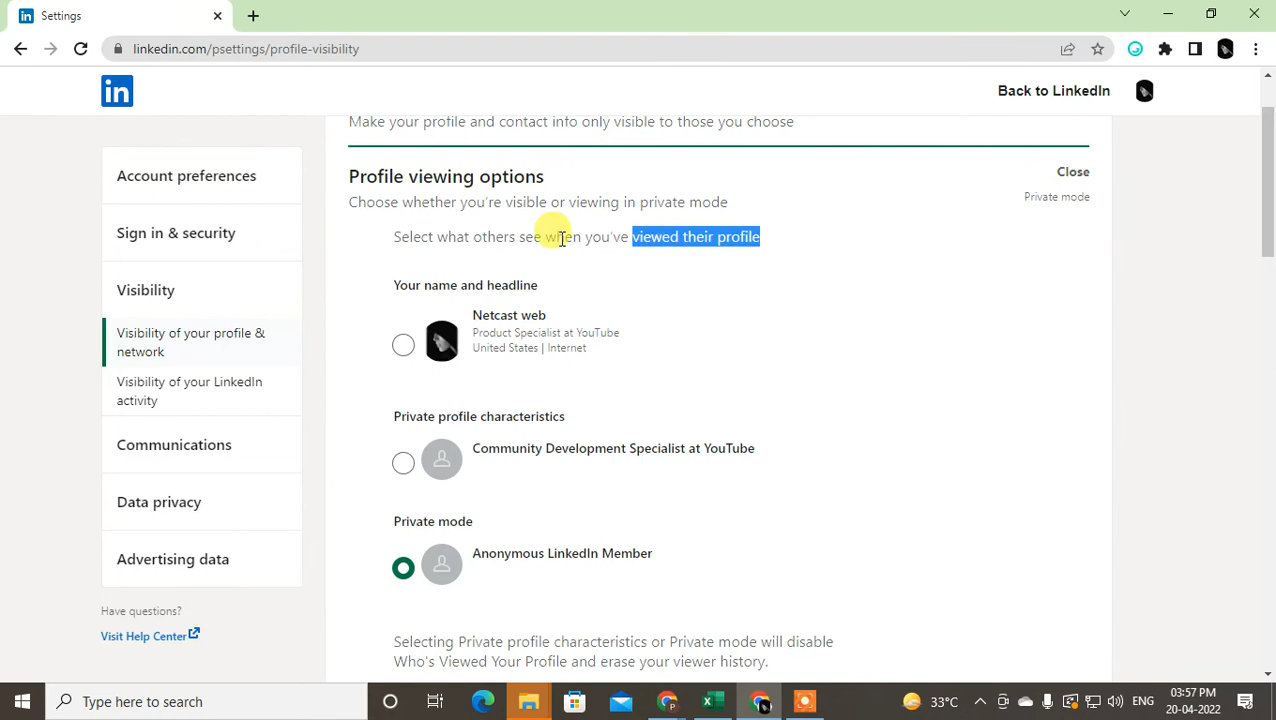 in
Settings
linkedin.com/psettings/profile-visibility
in
Back to LinkedIn
Make your profile and contact info only visible to those you choose
Account preferences
Sign in & security
Visibility
Visibility of your profile &
network
Visibility of your LinkedIn
activity
Communications
Data privacy
Advertising data
Have questions?
Visit Help Center
Profile viewing options
Close
Choose whether you're visible or viewing in private mode
Private mode
Select what others see when you've viewed their profile
Your name and headline
Netcast web
Product Specialist at YouTube
United States | Internet
Private profile characteristics
Community Development Specialist at YouTube
Private mode
Anonymous LinkedIn Member
Selecting Private profile characteristics or Private mode will disable
Who's Viewed Your Profile and erase your viewer history.
Type here to search
33°C
ENG
03:57 PM
20-04-2022